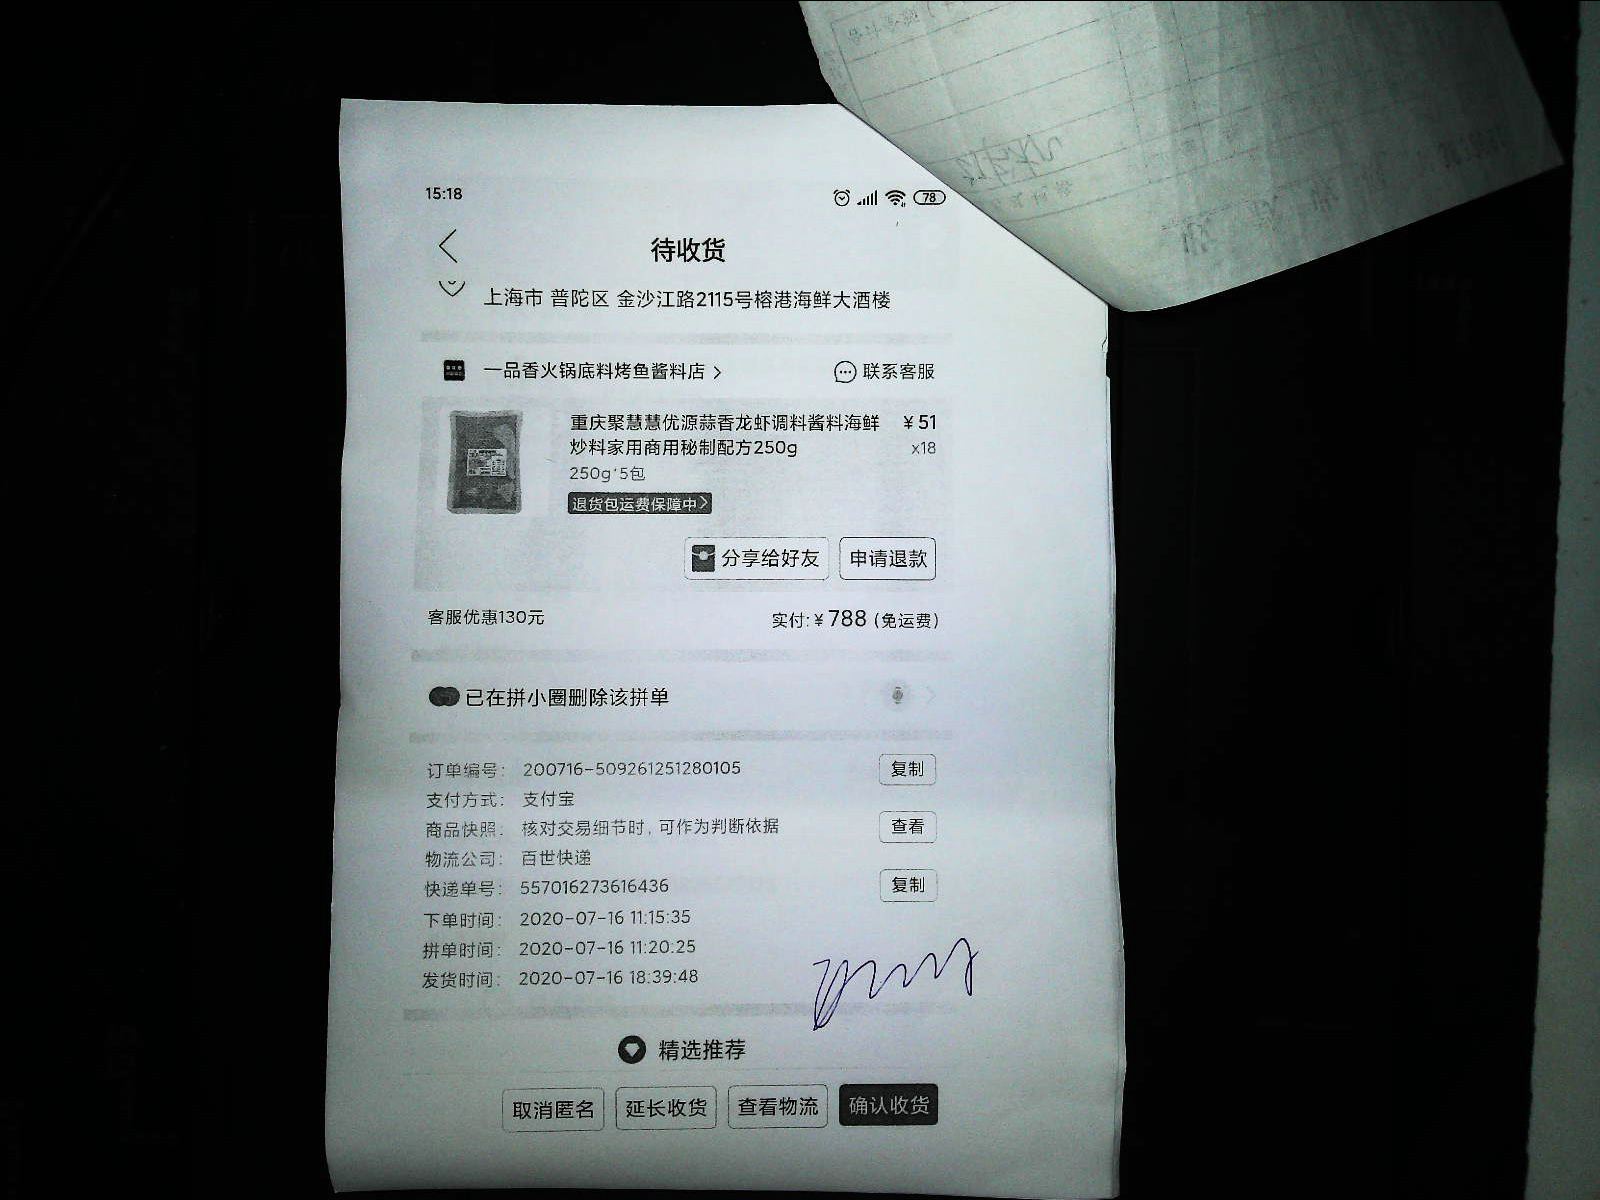 15:18
78
待收货
上海市 普陀区 金沙江路2115号榕港海鲜大酒楼
一品香火锅底料烤鱼酱料店 >
联系客服
重庆聚慧慧优源蒜香龙虾调料酱料海鲜 ¥51
炒料家用商用秘制配方250g x18
250g*5包
退货包运费保障中>
分享给好友 申请退款
客服优惠130元 实付:¥788 (免运费)
已在拼小圈删除该拼单
订单编号: 200716-509261251280105 复制
支付方式: 支付宝
商品快照: 核对交易细节时, 可作为判断依据 查看
物流公司: 百世快递
快递单号: 557016273616436 复制
下单时间: 2020-07-16 11:15:35
拼单时间: 2020-07-16 11:20:25
发货时间: 2020-07-16 18:39:48
精选推荐
取消匿名 延长收货 查看物流 确认收货